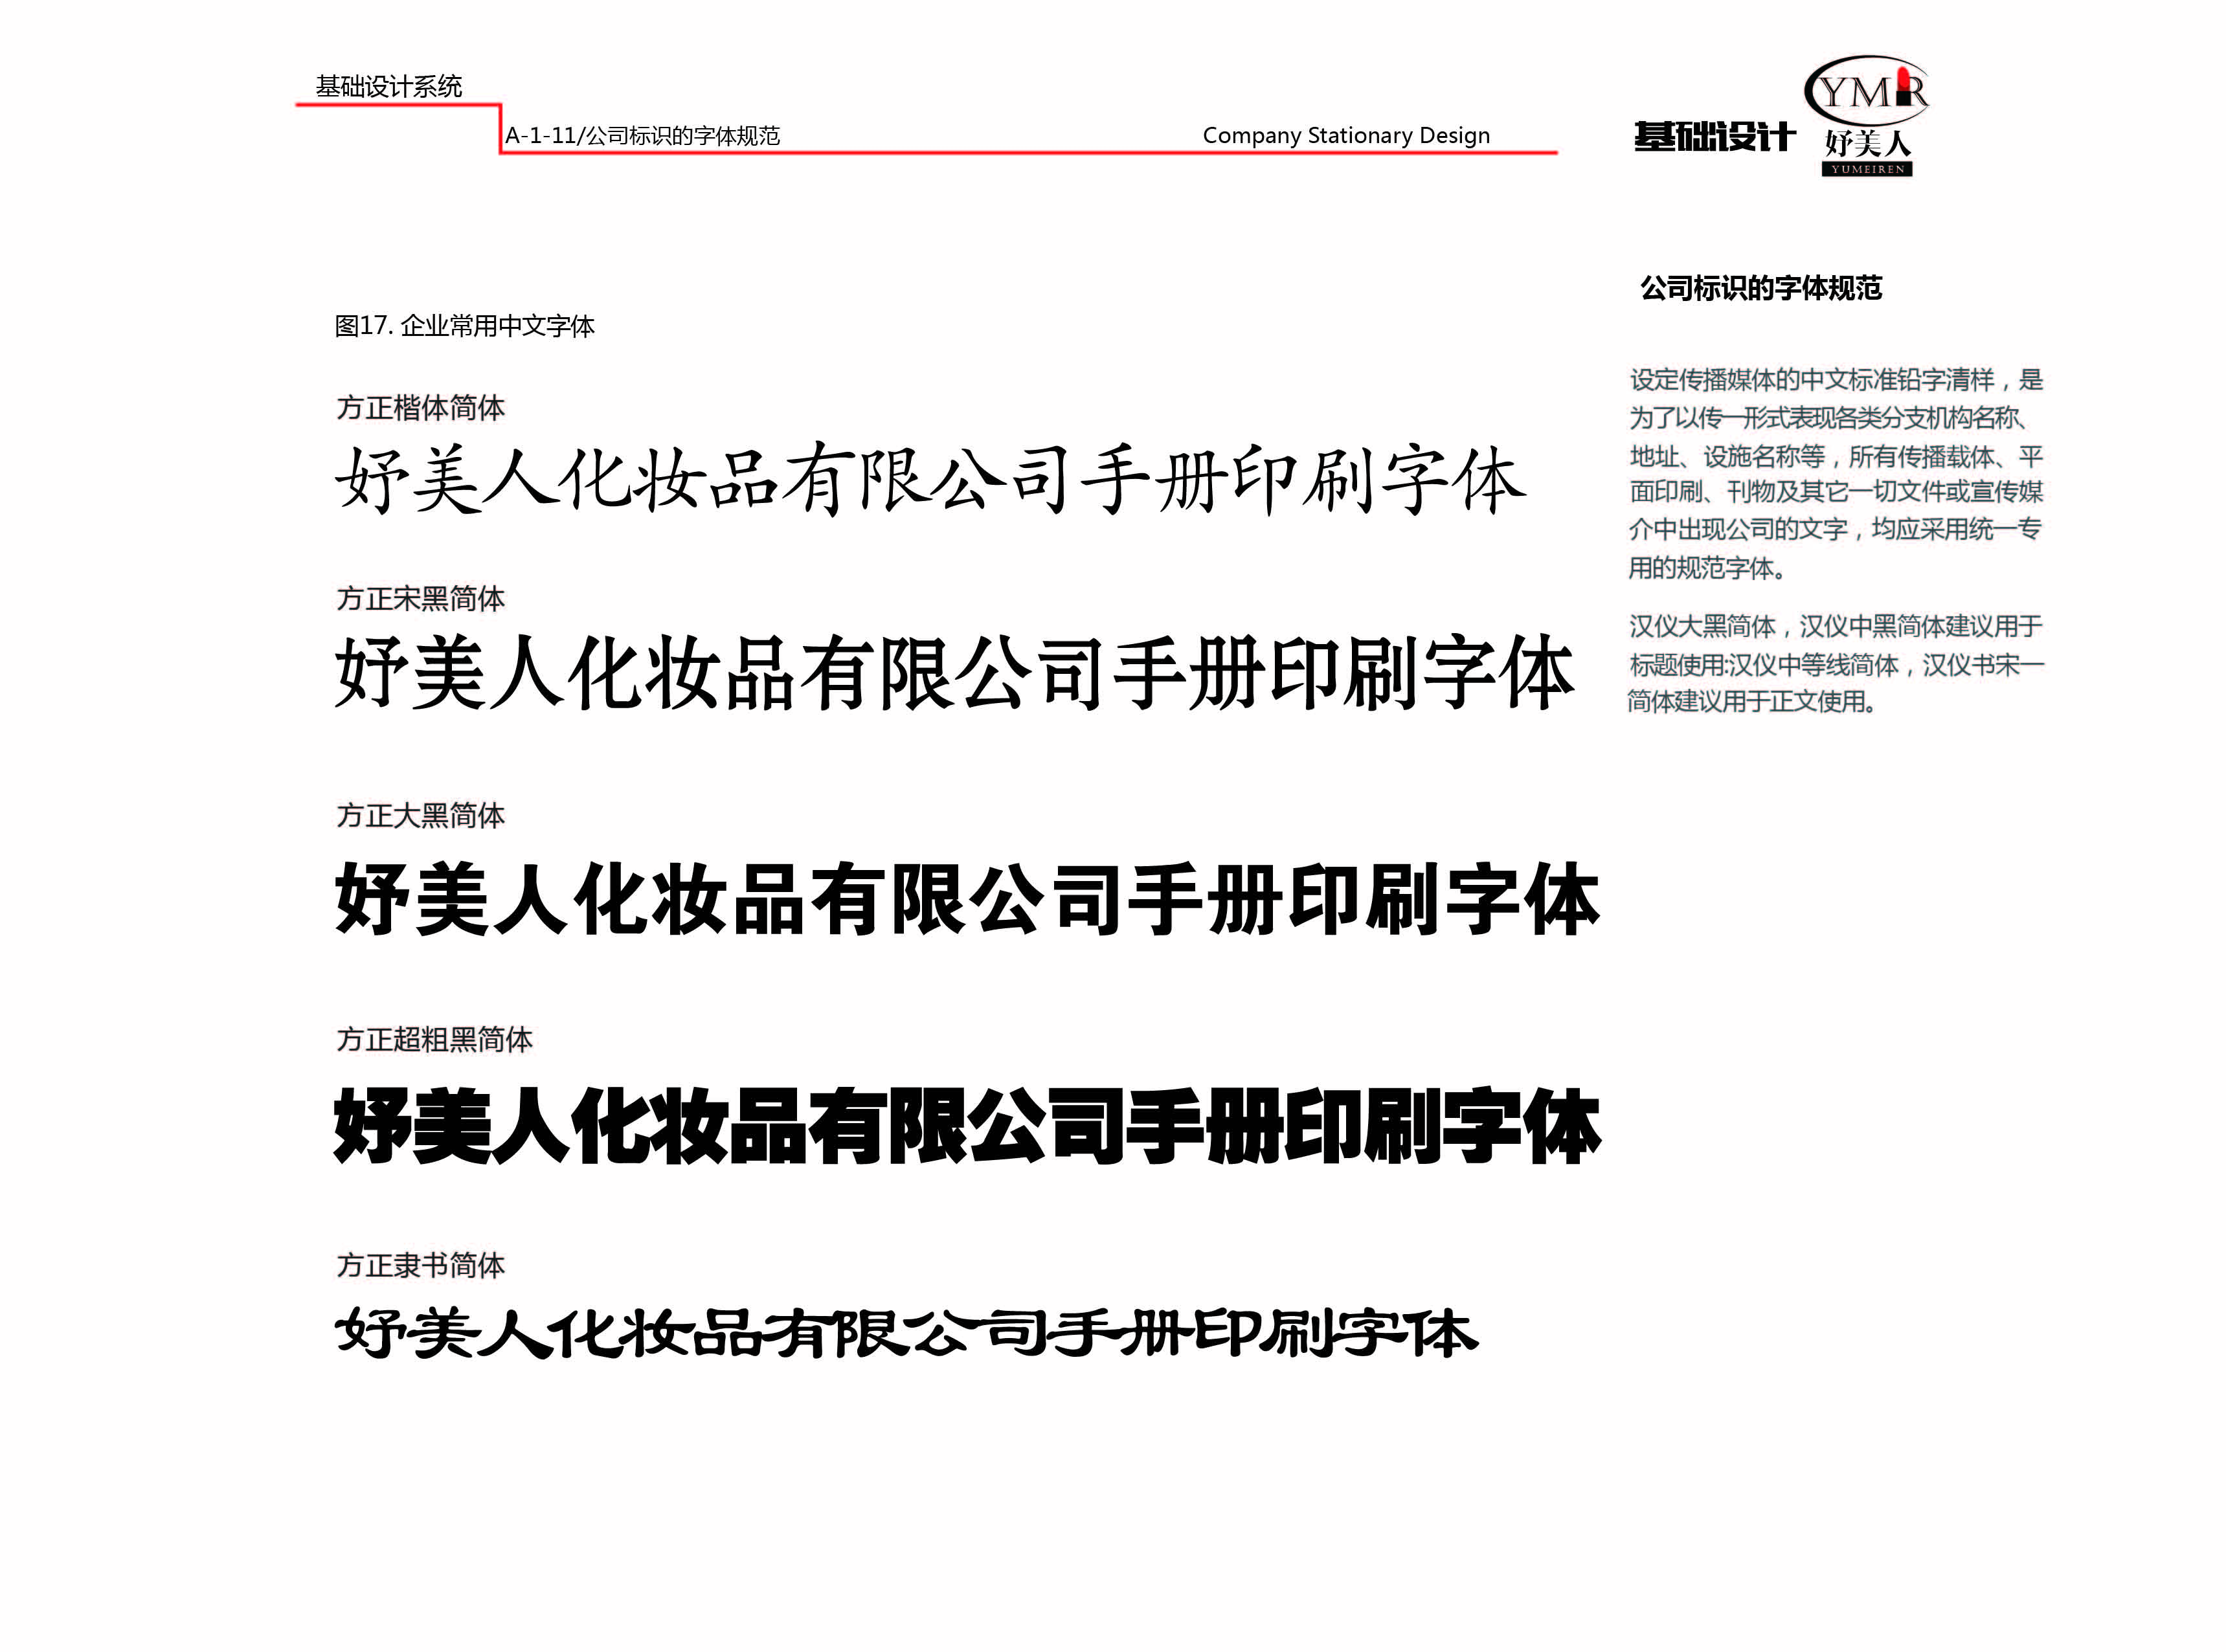 基础设计系统
A-1-11/公司标识的字体规范
Company Stationary Design
基础设计
YMR
妤美人
YUMEIREN
图17. 企业常用中文字体
方正楷体简体
妤美人化妆品有限公司手册印刷字体
方正宋黑简体
妤美人化妆品有限公司手册印刷字体
方正大黑简体
妤美人化妆品有限公司手册印刷字体
方正超粗黑简体
妤美人化妆品有限公司手册印刷字体
方正隶书简体
妤美人化妆品有限公司手册印刷字体
公司标识的字体规范
设定传播媒体的中文标准铅字清样，是
为了以传一形式表现各类分支机构名称、
地址、设施名称等，所有传播载体、平
面印刷、刊物及其它一切文件或宣传媒
介中出现公司的文字，均应采用统一专
用的规范字体。
汉仪大黑简体，汉仪中黑简体建议用于
标题使用:汉仪中等线简体，汉仪书宋一
简体建议用于正文使用。